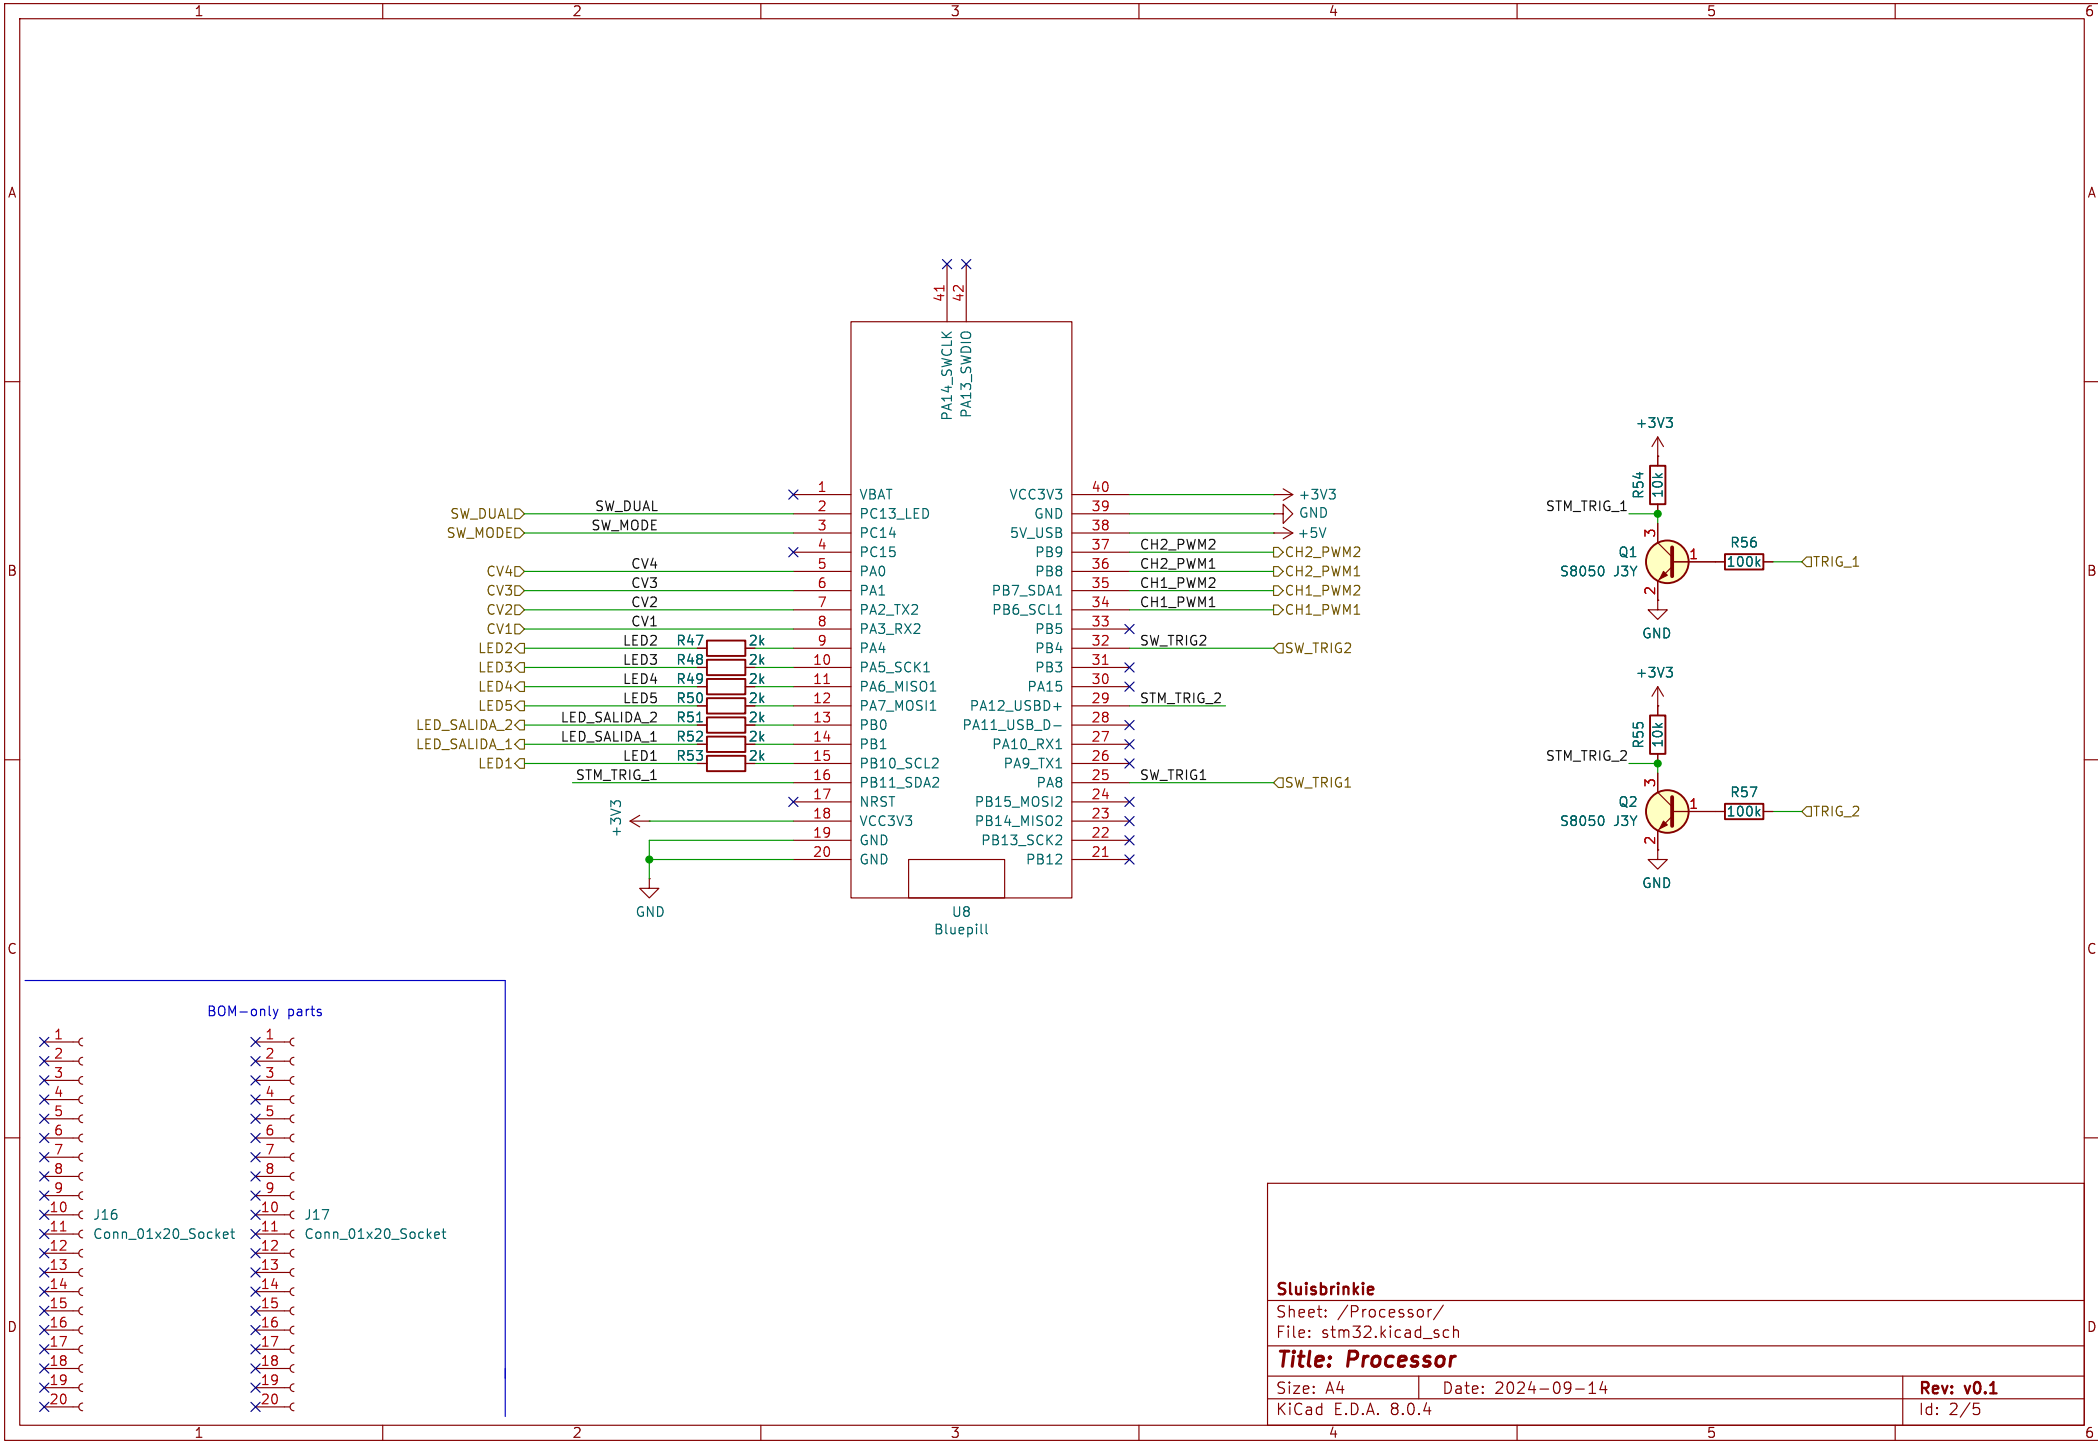 1 2 3 4 5 6
A A
B B
C C
D D
41 42
PA14_SWCLK
PA13_SWDIO
1 VBAT
SW_DUAL SW_DUAL 2 PC13_LED
SW_MODE SW_MODE 3 PC14
4 PC15
CV4 CV4 5 PA0
CV3 CV3 6 PA1
CV2 CV2 7 PA2_TX2
CV1 CV1 8 PA3_RX2
LED2 LED2 R47 2k 9 PA4
LED3 LED3 R48 2k 10 PA5_SCK1
LED4 LED4 R49 2k 11 PA6_MISO1
LED5 LED5 R50 2k 12 PA7_MOSI1
LED_SALIDA_2 LED_SALIDA_2 R51 2k 13 PB0
LED_SALIDA_1 LED_SALIDA_1 R52 2k 14 PB1
LED1 LED1 R53 2k 15 PB10_SCL2
STM_TRIG_1 16 PB11_SDA2
17 NRST
+3V3 18 VCC3V3
19 GND
20 GND
GND
VCC3V3 40 +3V3
GND 39 GND
5V_USB 38 +5V
PB9 37 CH2_PWM2 CH2_PWM2
PB8 36 CH2_PWM1 CH2_PWM1
PB7_SDA1 35 CH1_PWM2 CH1_PWM2
PB6_SCL1 34 CH1_PWM1 CH1_PWM1
PB5 33
PB4 32 SW_TRIG2 SW_TRIG2
PB3 31
PA15 30
PA12_USBD+ 29 STM_TRIG_2
PA11_USB_D- 28
PA10_RX1 27
PA9_TX1 26
PA8 25 SW_TRIG1 SW_TRIG1
PB15_MOSI2 24
PB14_MISO2 23
PB13_SCK2 22
PB12 21
U8
Bluepill
+3V3
R54 10k
STM_TRIG_1
3
Q1
S8050 J3Y
1
R56
100k
TRIG_1
2
GND
+3V3
R55 10k
STM_TRIG_2
3
Q2
S8050 J3Y
1
R57
100k
TRIG_2
2
GND
BOM-only parts
1 1
2 2
3 3
4 4
5 5
6 6
7 7
8 8
9 9
10 J16 10 J17
11 Conn_01x20_Socket 11 Conn_01x20_Socket
12 12
13 13
14 14
15 15
16 16
17 17
18 18
19 19
20 20
Sluisbrinkie
Sheet: /Processor/
File: stm32.kicad_sch
Title: Processor
Size: A4 Date: 2024-09-14 Rev: v0.1
KiCad E.D.A. 8.0.4 Id: 2/5
1 2 3 4 5 6